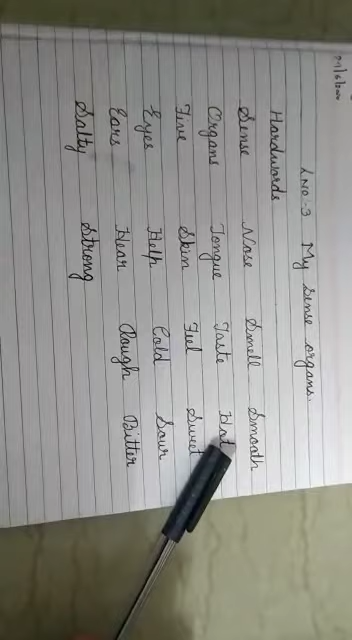 L NO:-3 My Sense organs.
Hardwords
Sense Nose Smell Smooth
Organs Tongue Taste Hot
Five Skin Feel Sweet
Eyes Help Cold Sour
Ears Hear Rough Bitter
Salty Strong